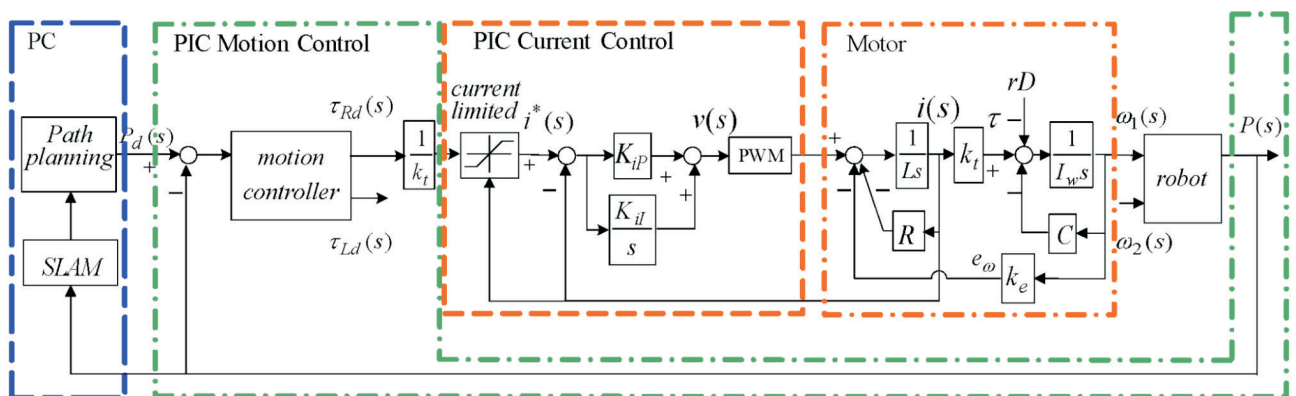 PC
PIC Motion Control
PIC Current Control
Motor
current
limited
rD
τ_Rd(s)
i*(s)
v(s)
i(s)
τ
ω_1(s)
P(s)
Path
planning
P_d(s)
+
−
motion
controller
1
k_t
+
−
K_iP
+
+
PWM
+
−
−
1
Ls
k_t
+
−
−
1
I_w s
robot
K_iI
s
R
C
ω_2(s)
τ_Ld(s)
SLAM
e_ω
k_e